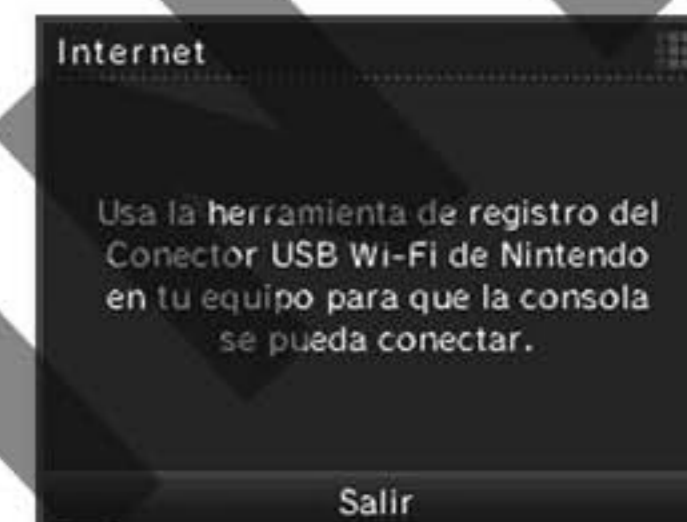 Internet
Usa la herramienta de registro del
Conector USB Wi-Fi de Nintendo
en tu equipo para que la consola
se pueda conectar.
Salir